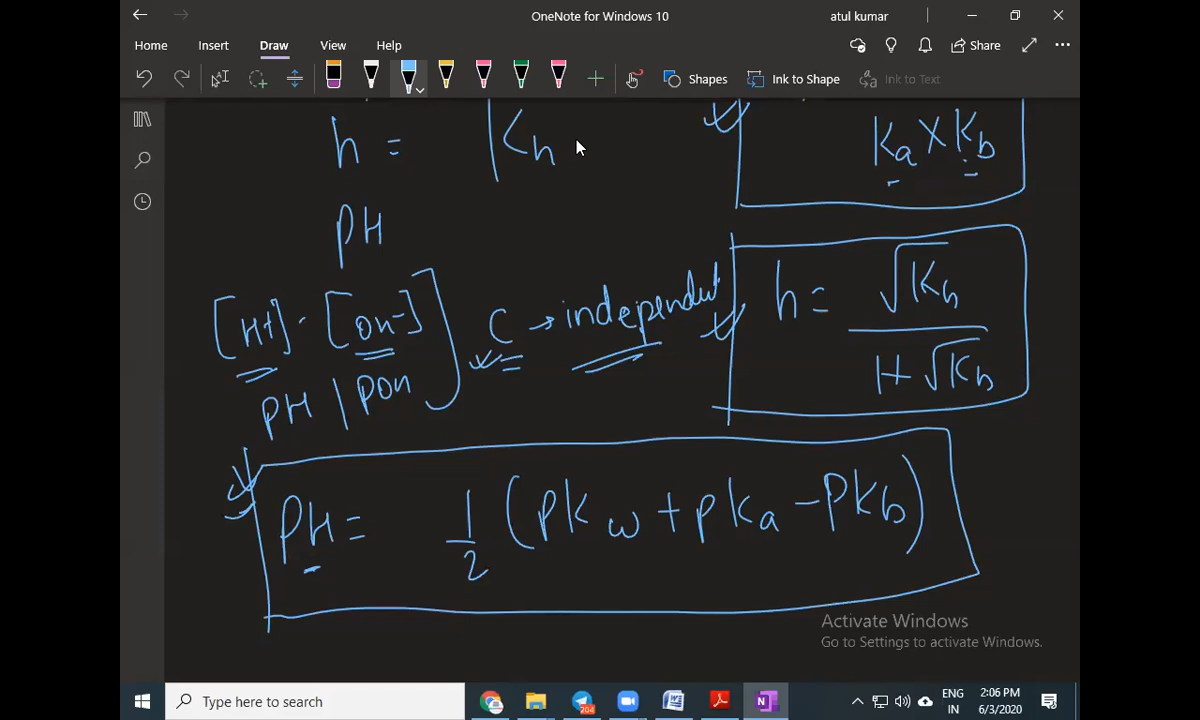 OneNote for Windows 10
atul kumar
Home Insert Draw View Help
Share
Shapes
Ink to Shape
Ink to Text
h = Kh
Ka X Kb
PH
[H+] · [OH-]
C → independent
h = √Kh
1+ √Kh
PH | POH
PH = 1/2 (PKw + PKa - PKb)
Activate Windows
Go to Settings to activate Windows.
Type here to search
204
ENG
IN
2:06 PM
6/3/2020